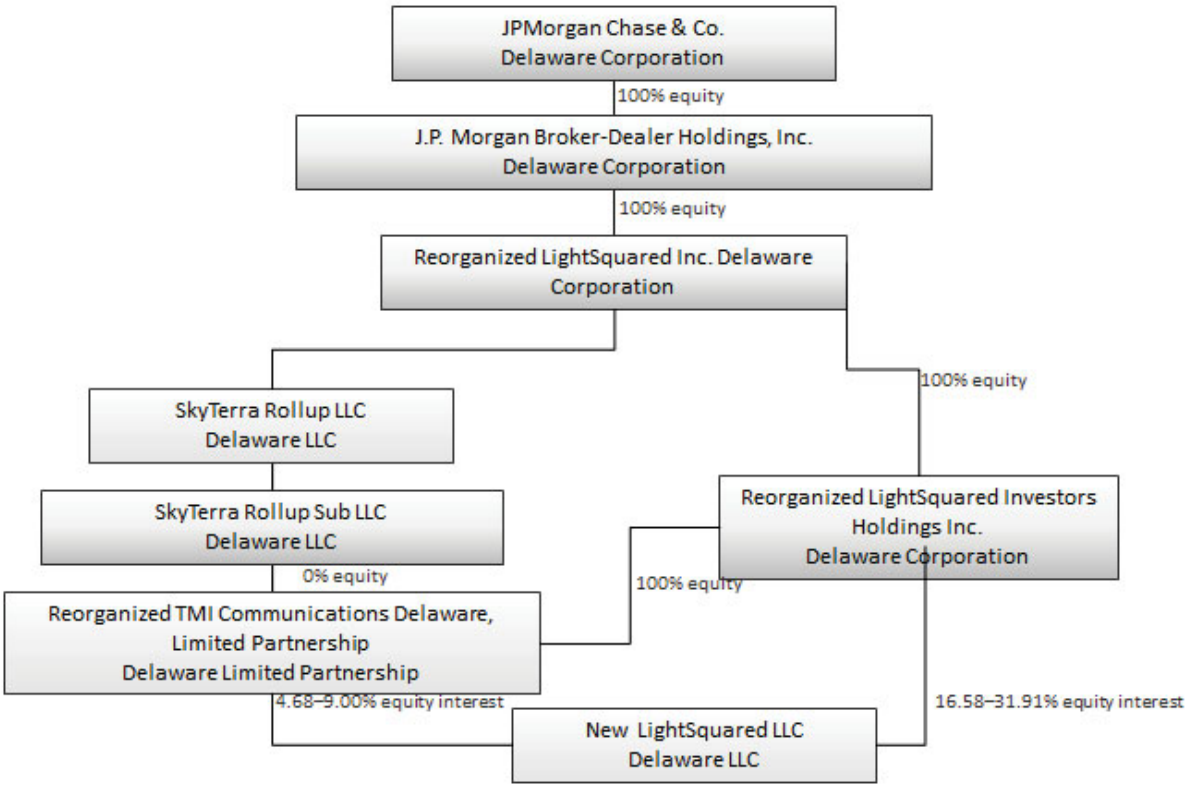 JPMorgan Chase & Co.
Delaware Corporation
100% equity
J.P. Morgan Broker-Dealer Holdings, Inc.
Delaware Corporation
100% equity
Reorganized LightSquared Inc. Delaware
Corporation
100% equity
SkyTerra Rollup LLC
Delaware LLC
SkyTerra Rollup Sub LLC
Delaware LLC
Reorganized LightSquared Investors
Holdings Inc.
Delaware Corporation
0% equity
100% equity
Reorganized TMI Communications Delaware,
Limited Partnership
Delaware Limited Partnership
4.68–9.00% equity interest
16.58–31.91% equity interest
New LightSquared LLC
Delaware LLC